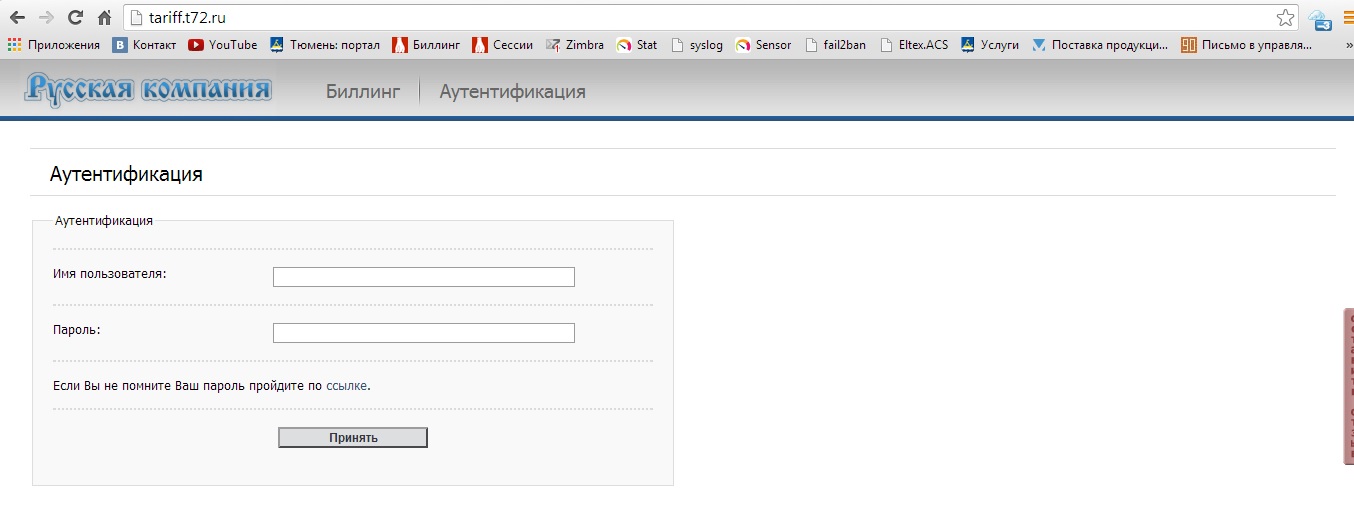 tariff.t72.ru
Приложения Контакт YouTube Тюмень: портал Биллинг Сессии Zimbra Stat syslog Sensor fail2ban Eltex.ACS Услуги Поставка продукци... Письмо в управля... »
Русская компания Биллинг Аутентификация
Аутентификация
Аутентификация
Имя пользователя:
Пароль:
Если Вы не помните Ваш пароль пройдите по ссылке.
Принять